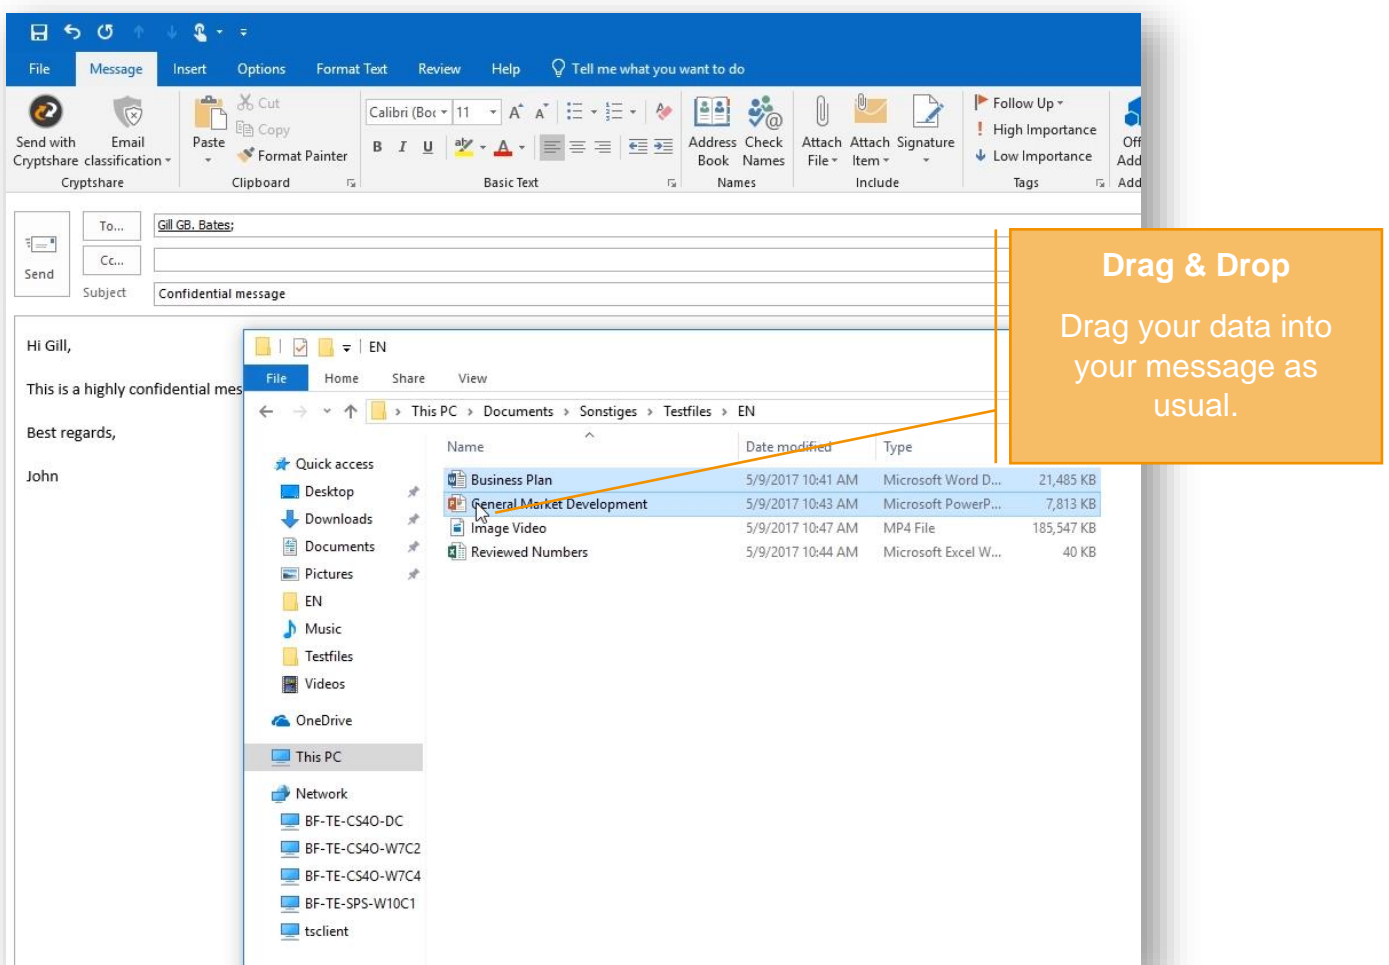 File Message Insert Options Format Text Review Help Tell me what you want to do
Send with Cryptshare
Email classification
Cryptshare
Paste
Cut
Copy
Format Painter
Clipboard
Calibri (Boc 11
B I U
Basic Text
Address Book
Check Names
Names
Attach File
Attach Item
Signature
Include
Follow Up
High Importance
Low Importance
Tags
Off
Add
Add
Send
To... Gill GB. Bates;
Cc...
Subject Confidential message
Hi Gill,
This is a highly confidential mes
Best regards,
John
EN
File Home Share View
This PC > Documents > Sonstiges > Testfiles > EN
Quick access
Desktop
Downloads
Documents
Pictures
EN
Music
Testfiles
Videos
OneDrive
This PC
Network
BF-TE-CS4O-DC
BF-TE-CS4O-W7C2
BF-TE-CS4O-W7C4
BF-TE-SPS-W10C1
tsclient
Name Date modified Type
Business Plan 5/9/2017 10:41 AM Microsoft Word D... 21,485 KB
General Market Development 5/9/2017 10:43 AM Microsoft PowerP... 7,813 KB
Image Video 5/9/2017 10:47 AM MP4 File 185,547 KB
Reviewed Numbers 5/9/2017 10:44 AM Microsoft Excel W... 40 KB
Drag & Drop
Drag your data into
your message as
usual.